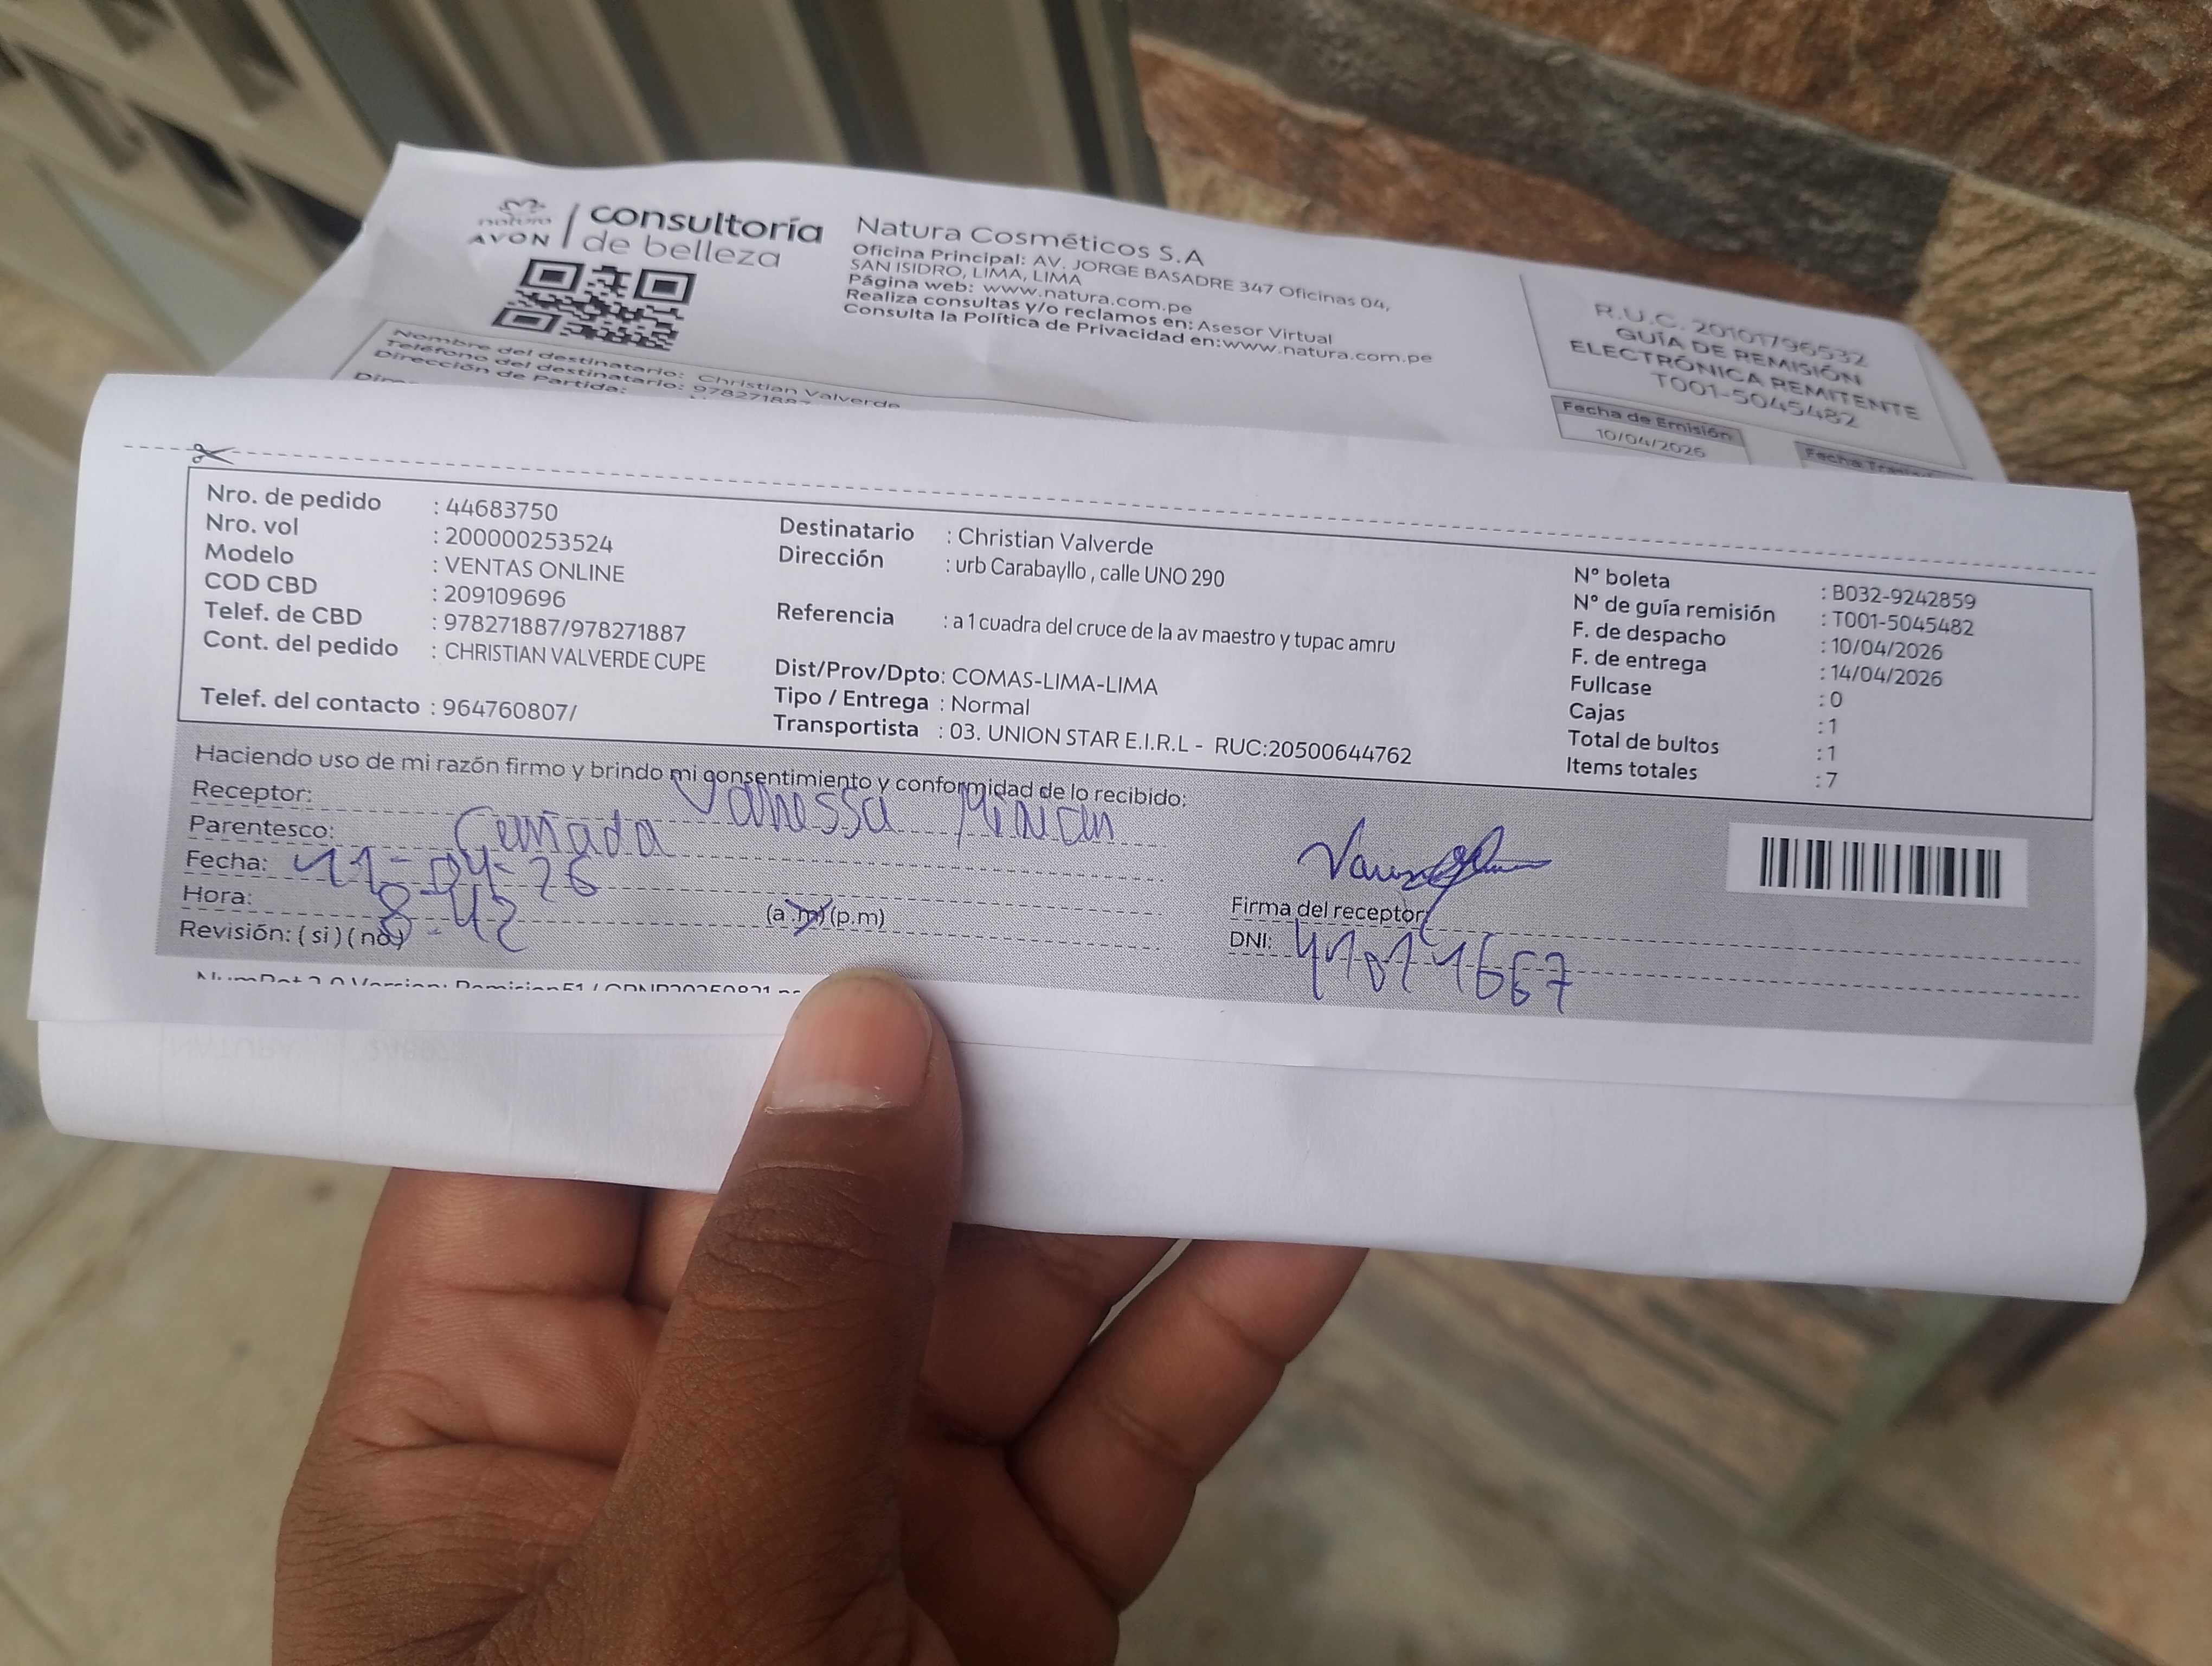 natura
AVON
consultoría
de belleza
Natura Cosméticos S.A
Oficina Principal: AV. JORGE BASADRE 347 Oficinas 04,
SAN ISIDRO, LIMA, LIMA
Página web: www.natura.com.pe
Realiza consultas y/o reclamos en: Asesor Virtual
Consulta la Política de Privacidad en:www.natura.com.pe
R.U.C. 20101796532
GUÍA DE REMISIÓN
ELECTRÓNICA REMITENTE
T001-5045482
Nombre del destinatario: Christian Valverde
Teléfono del destinatario: 978271887
Dirección de Partida:
Fecha de Emisión
10/04/2026
Nro. de pedido : 44683750
Nro. vol : 200000253524
Modelo : VENTAS ONLINE
COD CBD : 209109696
Telef. de CBD : 978271887/978271887
Cont. del pedido : CHRISTIAN VALVERDE CUPE
Telef. del contacto : 964760807/
Destinatario : Christian Valverde
Dirección : urb Carabayllo , calle UNO 290
Referencia : a 1 cuadra del cruce de la av maestro y tupac amru
Dist/Prov/Dpto: COMAS-LIMA-LIMA
Tipo / Entrega : Normal
Transportista : 03. UNION STAR E.I.R.L - RUC:20500644762
N° boleta : B032-9242859
N° de guía remisión : T001-5045482
F. de despacho : 10/04/2026
F. de entrega : 14/04/2026
Fullcase : 0
Cajas : 1
Total de bultos : 1
Items totales : 7
Haciendo uso de mi razón firmo y brindo mi consentimiento y conformidad de lo recibido:
Receptor: Vanessa
Parentesco: Cuñada
Fecha: 11-04-26
Hora: 8-42 (a.m)(p.m)
Revisión: ( si ) ( no )
Firma del receptor:
DNI: